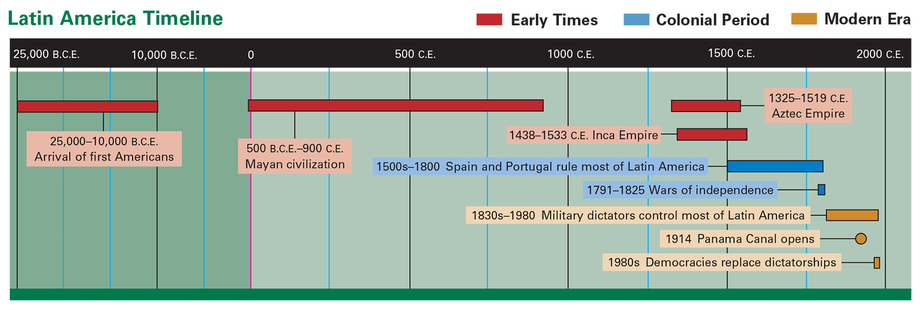 Latin America Timeline
Early Times
Colonial Period
Modern Era
25,000 B.C.E.
10,000 B.C.E.
0
500 C.E.
1000 C.E.
1500 C.E.
2000 C.E.
25,000–10,000 B.C.E.
Arrival of first Americans
500 B.C.E.–900 C.E.
Mayan civilization
1325–1519 C.E.
Aztec Empire
1438–1533 C.E. Inca Empire
1500s–1800 Spain and Portugal rule most of Latin America
1791–1825 Wars of independence
1830s–1980 Military dictators control most of Latin America
1914 Panama Canal opens
1980s Democracies replace dictatorships